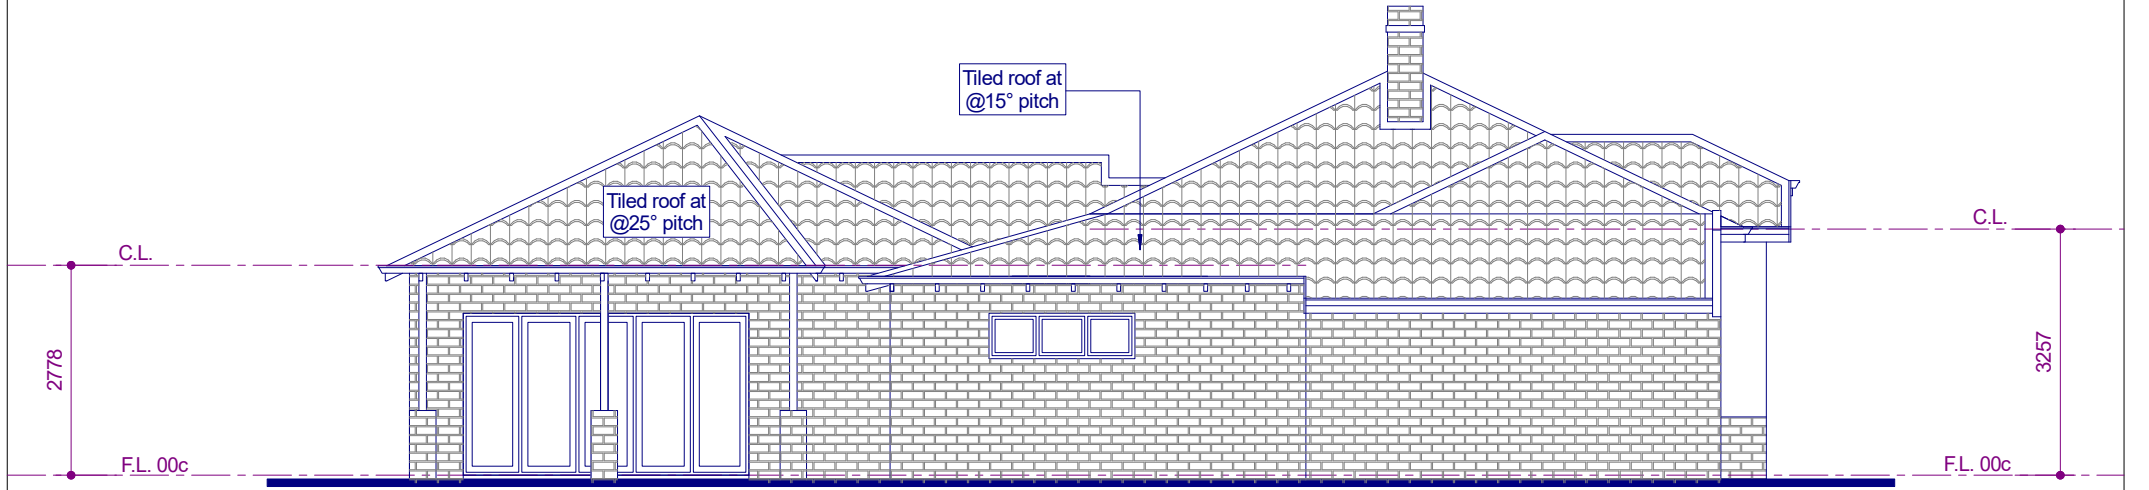 Tiled roof at
@15° pitch
Tiled roof at
@25° pitch
C.L.
C.L.
2778
3257
F.L. 00c
F.L. 00c